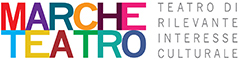 MARCHE
TEATRO
TEATRO DI
RILEVANTE
INTERESSE
CULTURALE